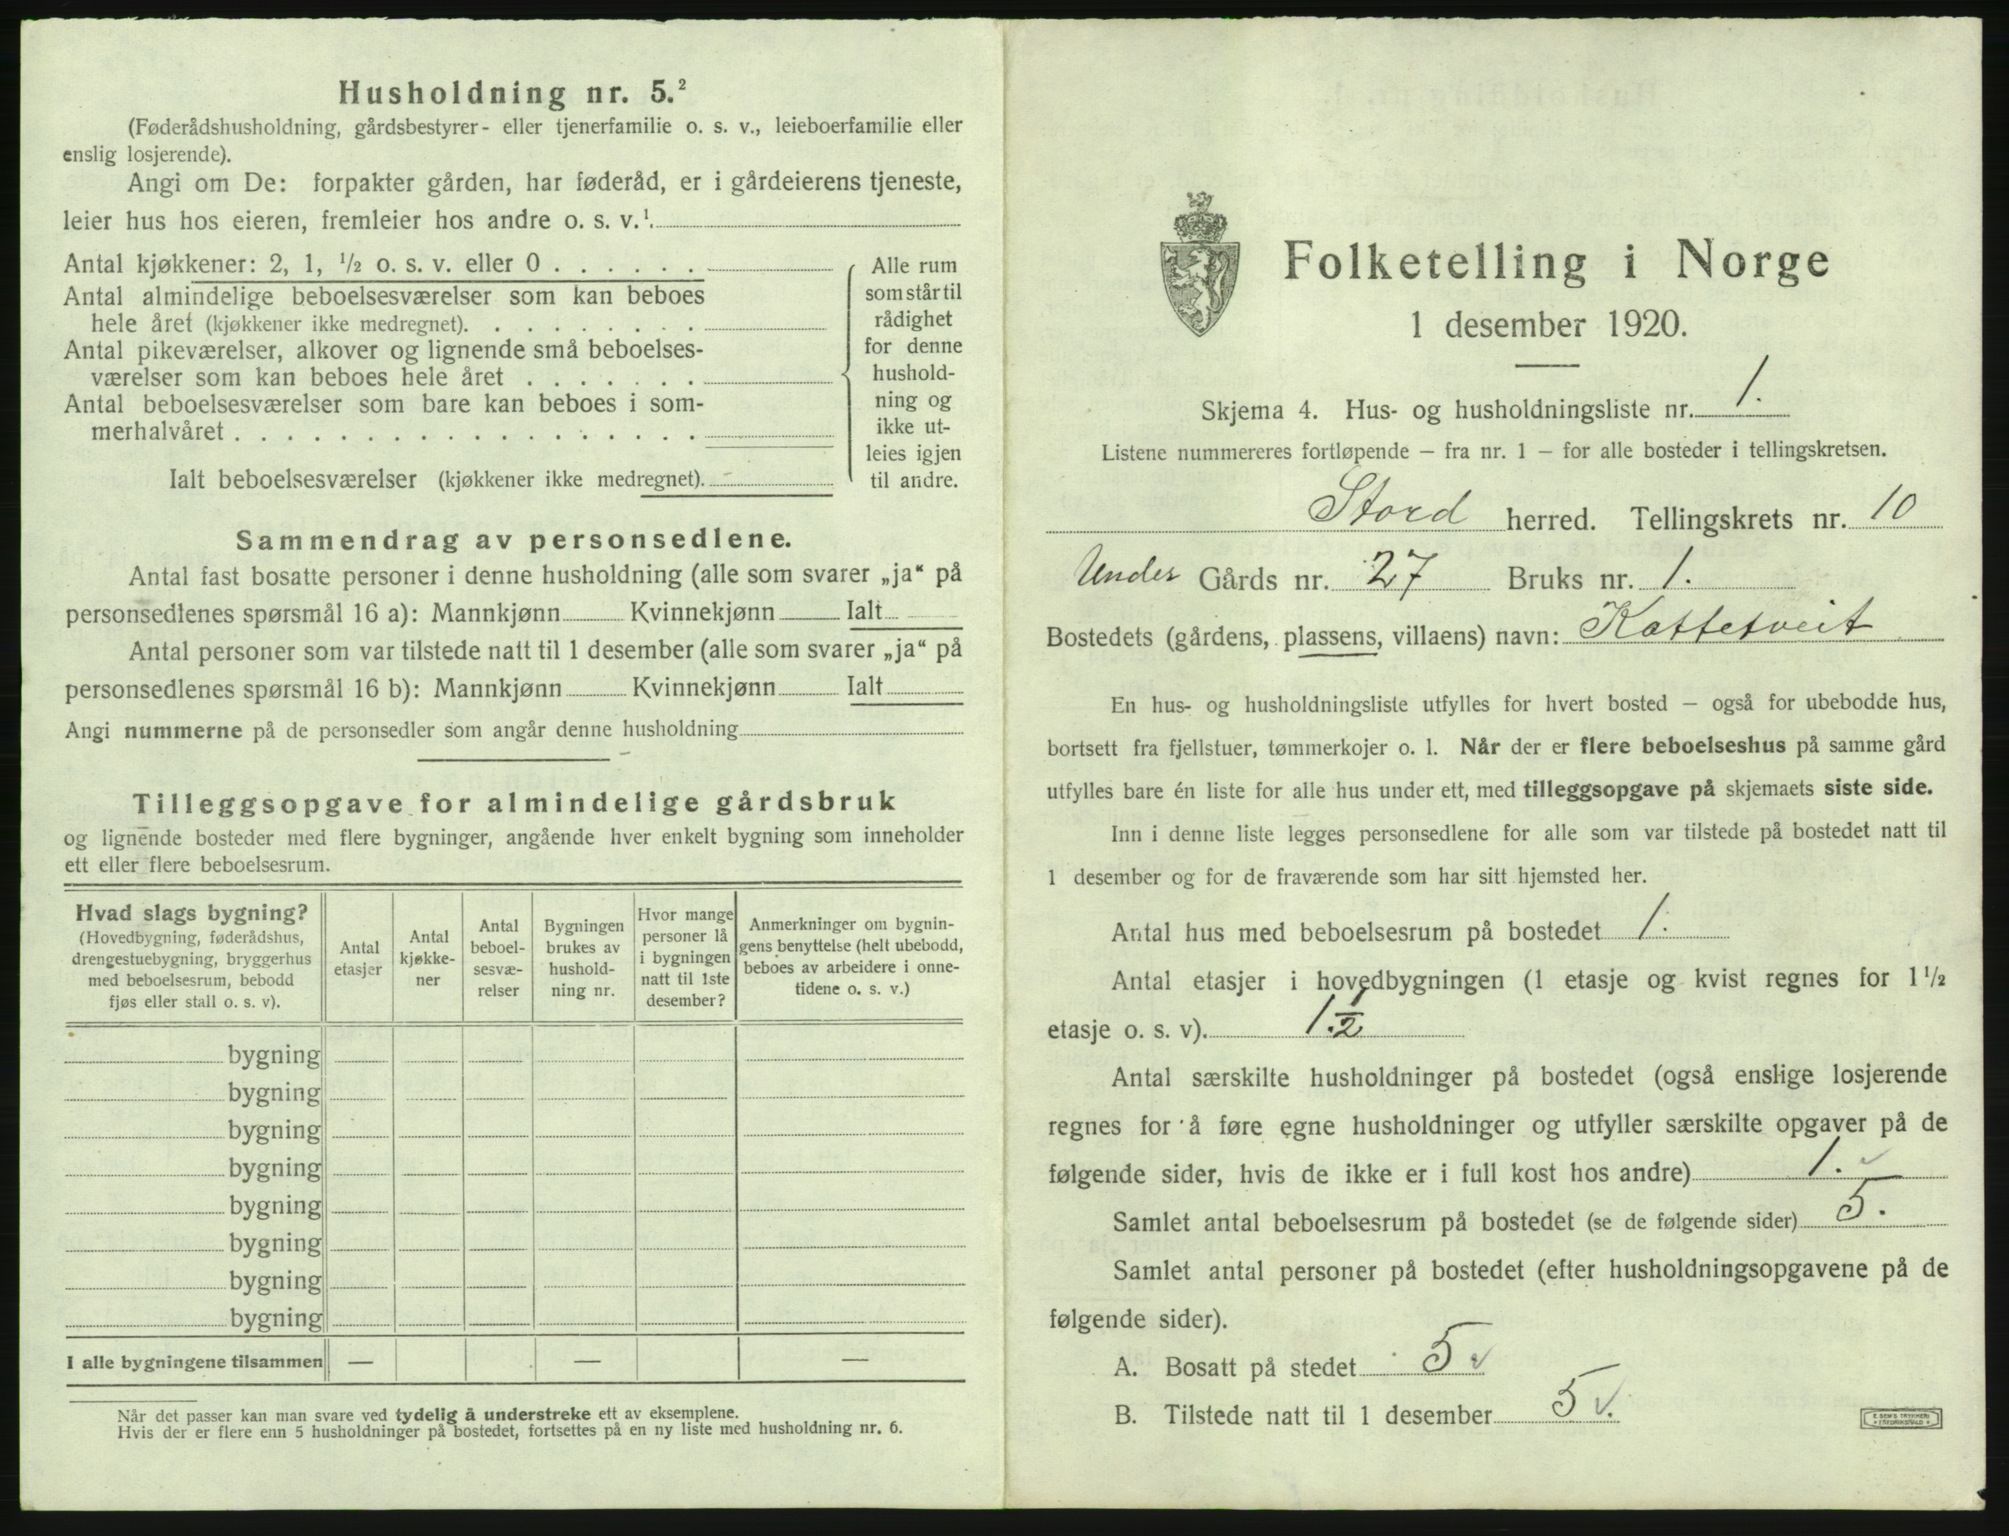 Husholdning nr. 5.²
(Føderådshusholdning, gårdsbestyrer- eller tjenerfamilie o. s. v., leieboerfamilie eller
enslig losjerende).
Angi om De: forpakter gården, har føderåd, er i gårdeierens tjeneste,
leier hus hos eieren, fremleier hos andre o. s. v.¹
Antal kjøkkener: 2, 1, ½ o. s. v. eller 0 . . . . . .
Antal almindelige beboelsesværelser som kan beboes
hele året (kjøkkener ikke medregnet). . . . . . . . .
Antal pikeværelser, alkover og lignende små beboelses-
værelser som kan beboes hele året . . . . . . .
Antal beboelsesværelser som bare kan beboes i som-
merhalvåret . . . . . . . . . . . . . . . . . .
Ialt beboelsesværelser (kjøkkener ikke medregnet).
Alle rum
som står til
rådighet
for denne
hushold-
ning og
ikke ut-
leies igjen
til andre.
Sammendrag av personsedlene.
Antal fast bosatte personer i denne husholdning (alle som svarer „ja“ på
personsedlenes spørsmål 16 a): Mannkjønn Kvinnekjønn Ialt
Antal personer som var tilstede natt til 1 desember (alle som svarer „ja“ på
personsedlenes spørsmål 16 b): Mannkjønn Kvinnekjønn Ialt
Angi nummerne på de personsedler som angår denne husholdning
Tilleggsopgave for almindelige gårdsbruk
og lignende bosteder med flere bygninger, angående hver enkelt bygning som inneholder
ett eller flere beboelsesrum.
Hvad slags bygning?
(Hovedbygning, føderådshus,
drengestuebygning, bryggerhus
med beboelsesrum, bebodd
fjøs eller stall o. s. v).
Antal
etasjer
Antal
kjøkke-
ner
Antal
beboel-
sesvæ-
relser
Bygningen
brukes av
hushold-
ning nr.
Hvor mange
personer lå
i bygningen
natt til 1ste
desember?
Anmerkninger om bygnin-
gens benyttelse (helt ubebodd,
beboes av arbeidere i onne-
tidene o. s. v.)
bygning
bygning
bygning
bygning
bygning
bygning
bygning
bygning
I alle bygningene tilsammen — — —
Når det passer kan man svare ved tydelig å understreke ett av eksemplene.
Hvis der er flere enn 5 husholdninger på bostedet, fortsettes på en ny liste med husholdning nr. 6.
Folketelling i Norge
1 desember 1920.
Skjema 4. Hus- og husholdningsliste nr. 1.
Listene nummereres fortløpende – fra nr. 1 – for alle bosteder i tellingskretsen.
Stord herred. Tellingskrets nr. 10
Under Gårds nr. 27 Bruks nr. 1.
Bostedets (gårdens, plassens, villaens) navn: Kattetveit
En hus- og husholdningsliste utfylles for hvert bosted – også for ubebodde hus,
bortsett fra fjellstuer, tømmerkojer o. l. Når der er flere beboelseshus på samme gård
utfylles bare én liste for alle hus under ett, med tilleggsopgave på skjemaets siste side.
Inn i denne liste legges personsedlene for alle som var tilstede på bostedet natt til
1 desember og for de fraværende som har sitt hjemsted her.
Antal hus med beboelsesrum på bostedet 1.
Antal etasjer i hovedbygningen (1 etasje og kvist regnes for 1½
etasje o. s. v). 1.½
Antal særskilte husholdninger på bostedet (også enslige losjerende
regnes for å føre egne husholdninger og utfyller særskilte opgaver på de
følgende sider, hvis de ikke er i full kost hos andre) 1. ✓
Samlet antal beboelsesrum på bostedet (se de følgende sider) 5.
Samlet antal personer på bostedet (efter husholdningsopgavene på de
følgende sider).
A. Bosatt på stedet 5 ✓
B. Tilstede natt til 1 desember 5 ✓.
E SEM'S TRYKKERI
FREDRIKSHALD